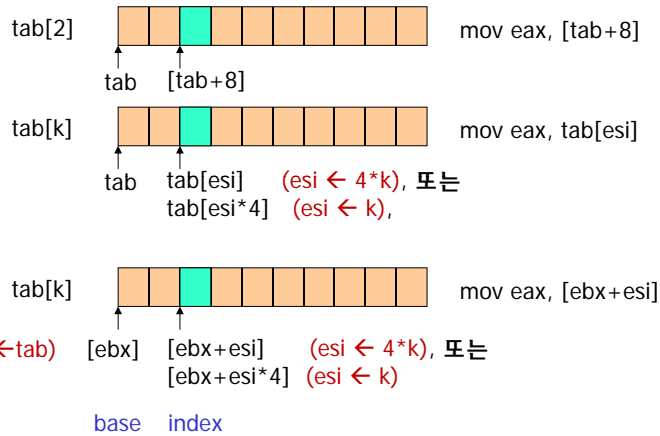 tab[2] mov eax, [tab+8]
tab [tab+8]
tab[k] mov eax, tab[esi]
tab tab[esi] (esi ← 4*k), 또는
tab[esi*4] (esi ← k),
tab[k] mov eax, [ebx+esi]
←tab) [ebx] [ebx+esi] (esi ← 4*k), 또는
[ebx+esi*4] (esi ← k)
base index